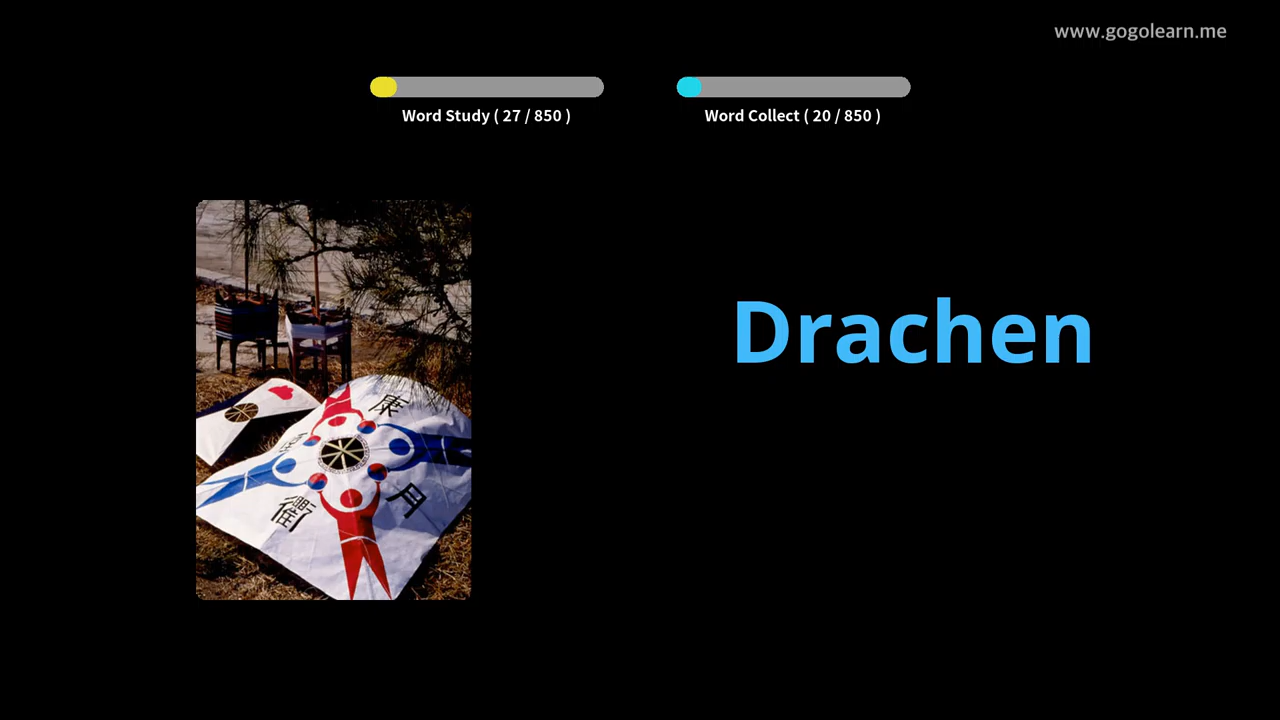 www.gogolearn.me
Word Study ( 27 / 850 )
Word Collect ( 20 / 850 )
Drachen
康
月
衛